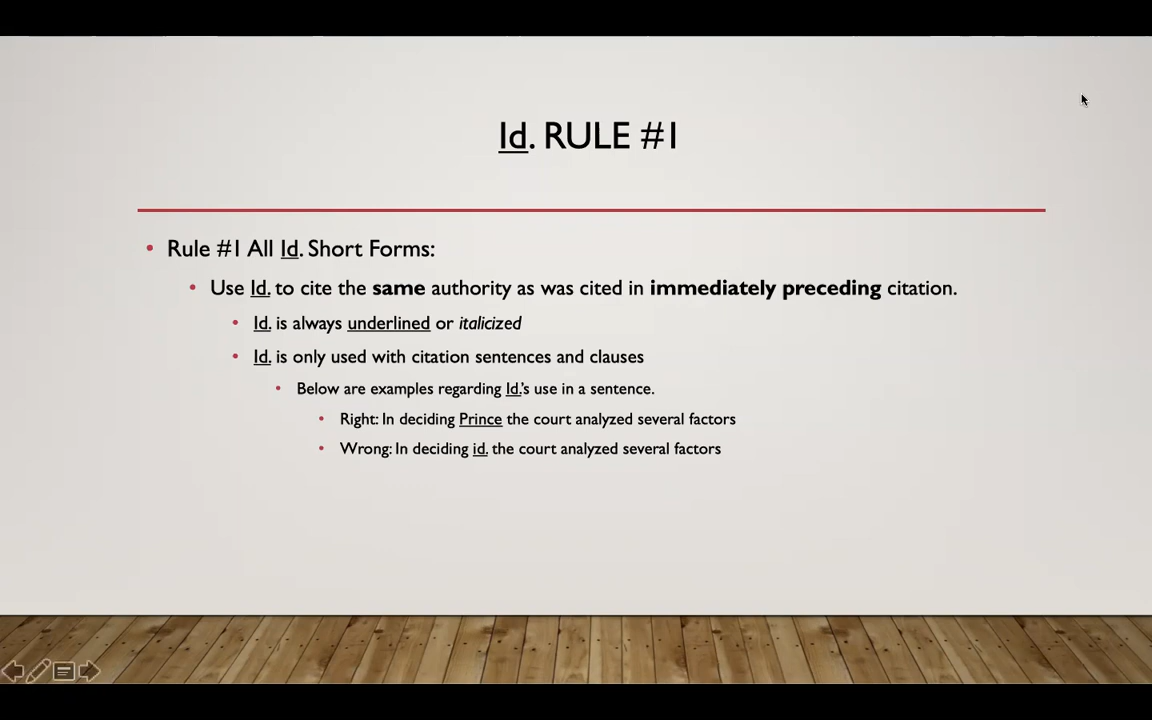 Id. RULE #1
• Rule #1 All Id. Short Forms:
• Use Id. to cite the same authority as was cited in immediately preceding citation.
• Id. is always underlined or italicized
• Id. is only used with citation sentences and clauses
• Below are examples regarding Id.'s use in a sentence.
• Right: In deciding Prince the court analyzed several factors
• Wrong: In deciding id. the court analyzed several factors